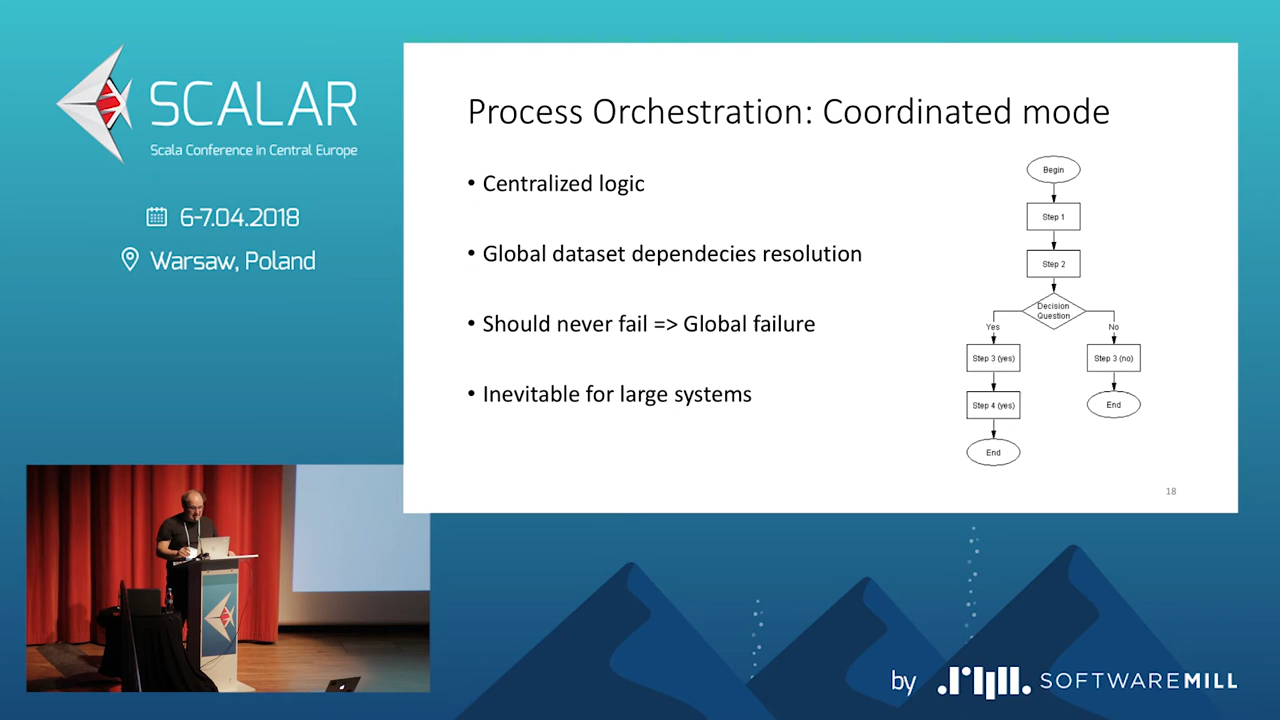 SCALAR
Scala Conference in Central Europe
6-7.04.2018
Warsaw, Poland
Process Orchestration: Coordinated mode
• Centralized logic
• Global dataset dependecies resolution
• Should never fail => Global failure
• Inevitable for large systems
Begin
Step 1
Step 2
Decision
Question
Yes
No
Step 3 (yes)
Step 3 (no)
Step 4 (yes)
End
End
18
by SOFTWAREMILL